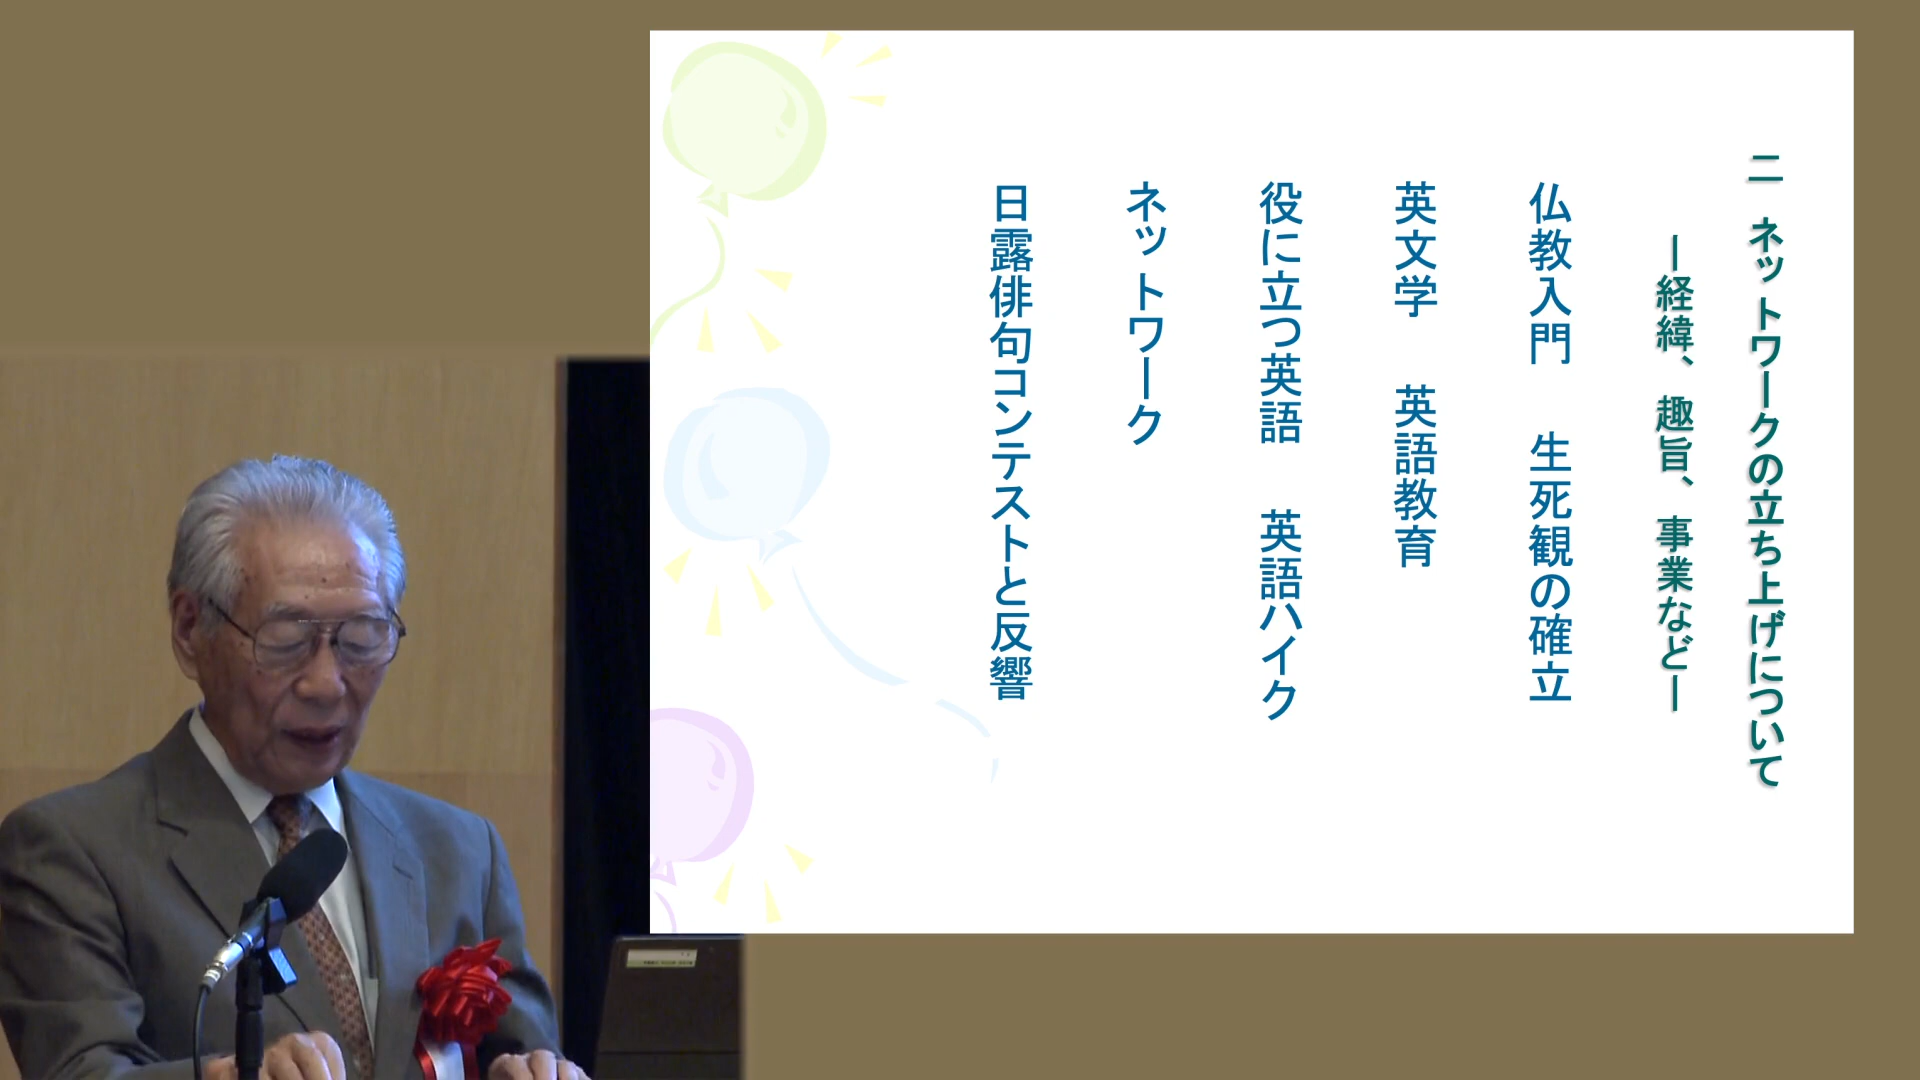 二 ネットワークの立ち上げについて
ー経緯、趣旨、事業などー
仏教入門 生死観の確立
英文学 英語教育
役に立つ英語 英語ハイク
ネットワーク
日露俳句コンテストと反響